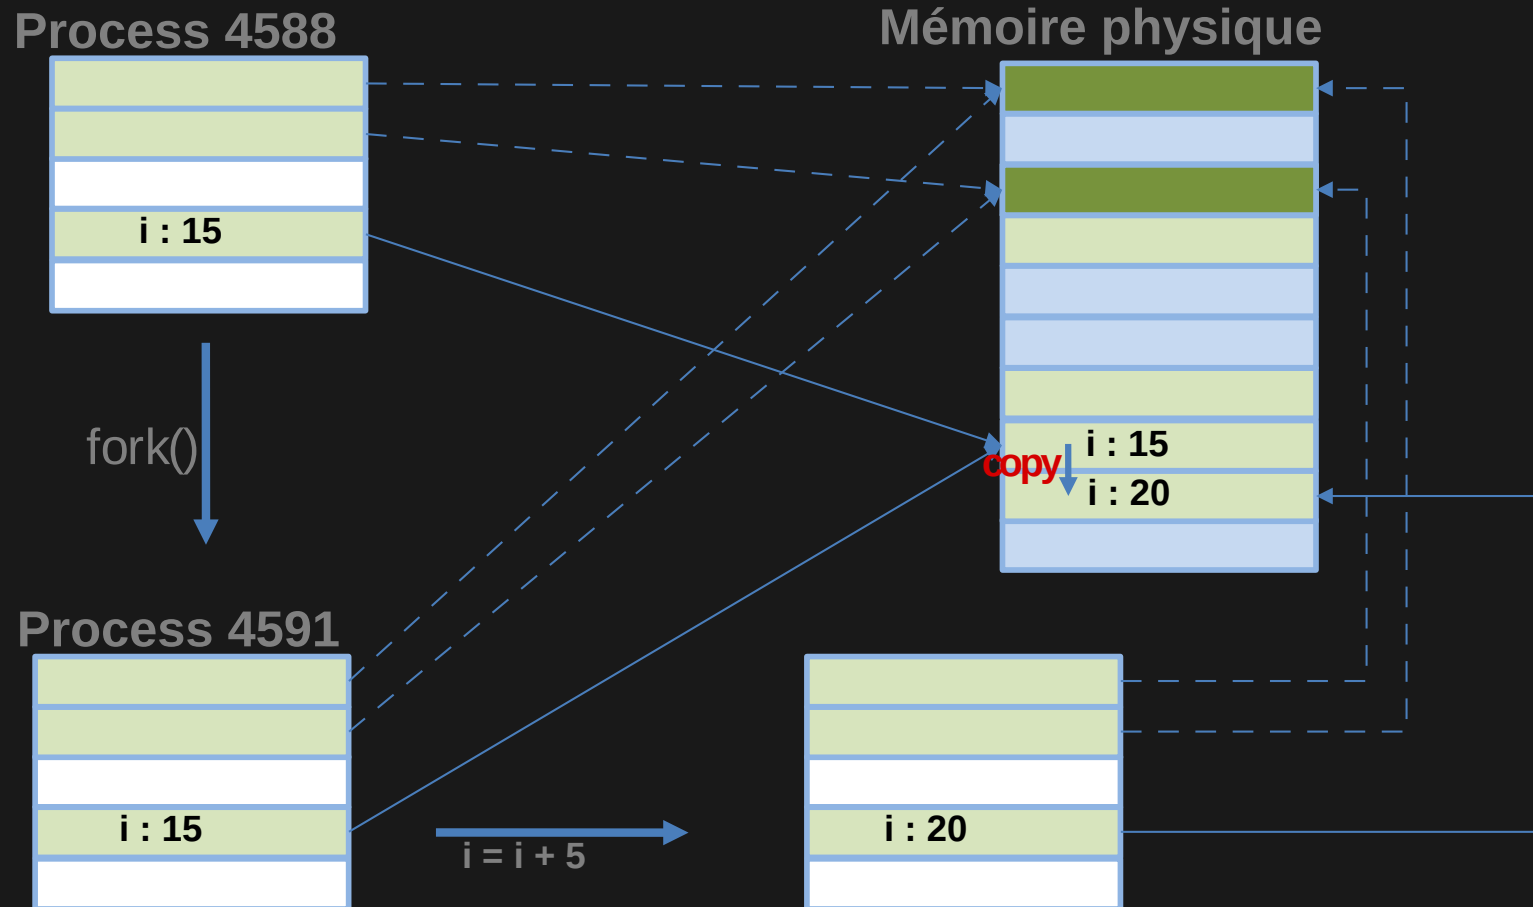 Process 4588
Mémoire physique
i : 15
fork()
i : 15
copy
i : 20
Process 4591
i : 15
i = i + 5
i : 20